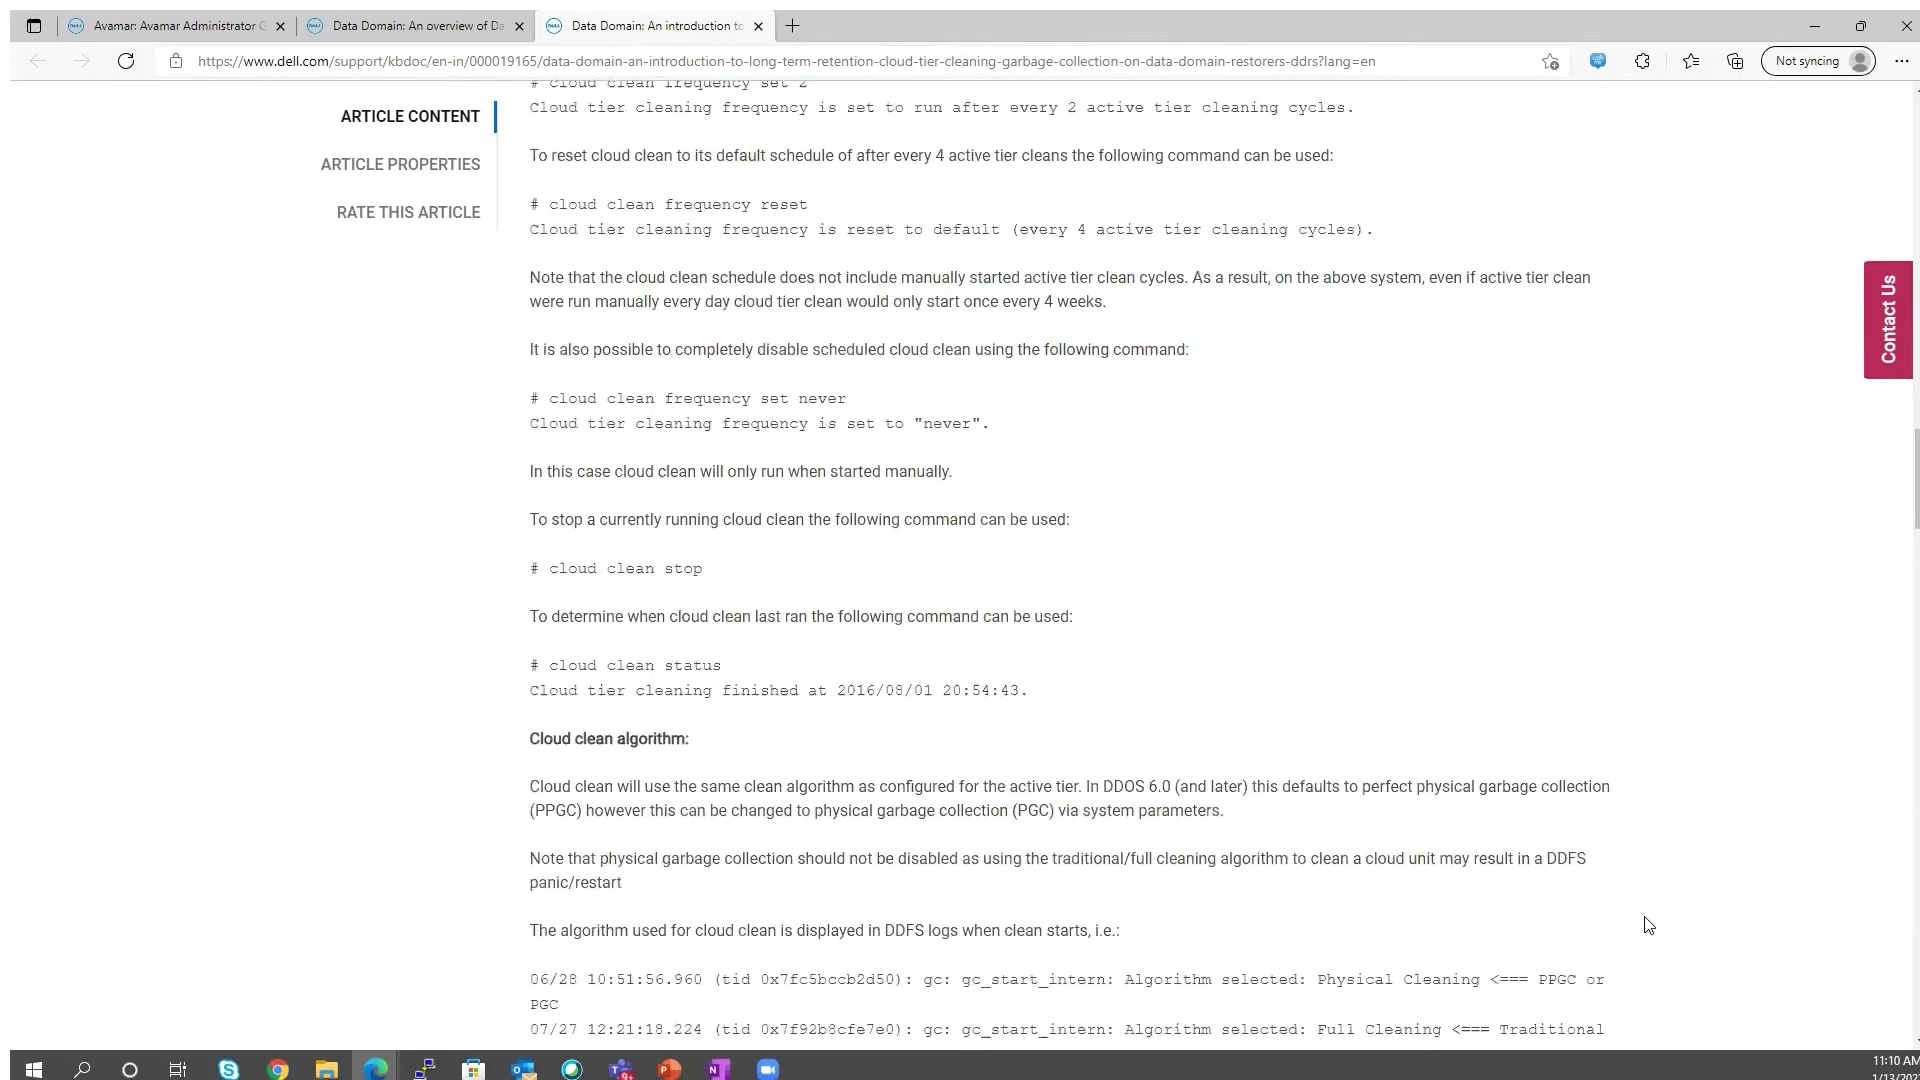 Avamar: Avamar Administrator G
Data Domain: An overview of Da
Data Domain: An introduction to
https://www.dell.com/support/kbdoc/en-in/000019165/data-domain-an-introduction-to-long-term-retention-cloud-tier-cleaning-garbage-collection-on-data-domain-restorers-ddrs?lang=en
Not syncing
ARTICLE CONTENT
ARTICLE PROPERTIES
RATE THIS ARTICLE
# cloud clean frequency set 2
Cloud tier cleaning frequency is set to run after every 2 active tier cleaning cycles.
To reset cloud clean to its default schedule of after every 4 active tier cleans the following command can be used:
# cloud clean frequency reset
Cloud tier cleaning frequency is reset to default (every 4 active tier cleaning cycles).
Note that the cloud clean schedule does not include manually started active tier clean cycles. As a result, on the above system, even if active tier clean
were run manually every day cloud tier clean would only start once every 4 weeks.
It is also possible to completely disable scheduled cloud clean using the following command:
# cloud clean frequency set never
Cloud tier cleaning frequency is set to "never".
In this case cloud clean will only run when started manually.
To stop a currently running cloud clean the following command can be used:
# cloud clean stop
To determine when cloud clean last ran the following command can be used:
# cloud clean status
Cloud tier cleaning finished at 2016/08/01 20:54:43.
Cloud clean algorithm:
Cloud clean will use the same clean algorithm as configured for the active tier. In DDOS 6.0 (and later) this defaults to perfect physical garbage collection
(PPGC) however this can be changed to physical garbage collection (PGC) via system parameters.
Note that physical garbage collection should not be disabled as using the traditional/full cleaning algorithm to clean a cloud unit may result in a DDFS
panic/restart
The algorithm used for cloud clean is displayed in DDFS logs when clean starts, i.e.:
06/28 10:51:56.960 (tid 0x7fc5bccb2d50): gc: gc_start_intern: Algorithm selected: Physical Cleaning <=== PPGC or
PGC
07/27 12:21:18.224 (tid 0x7f92b8cfe7e0): gc: gc_start_intern: Algorithm selected: Full Cleaning <=== Traditional
Contact Us
11:10 AM